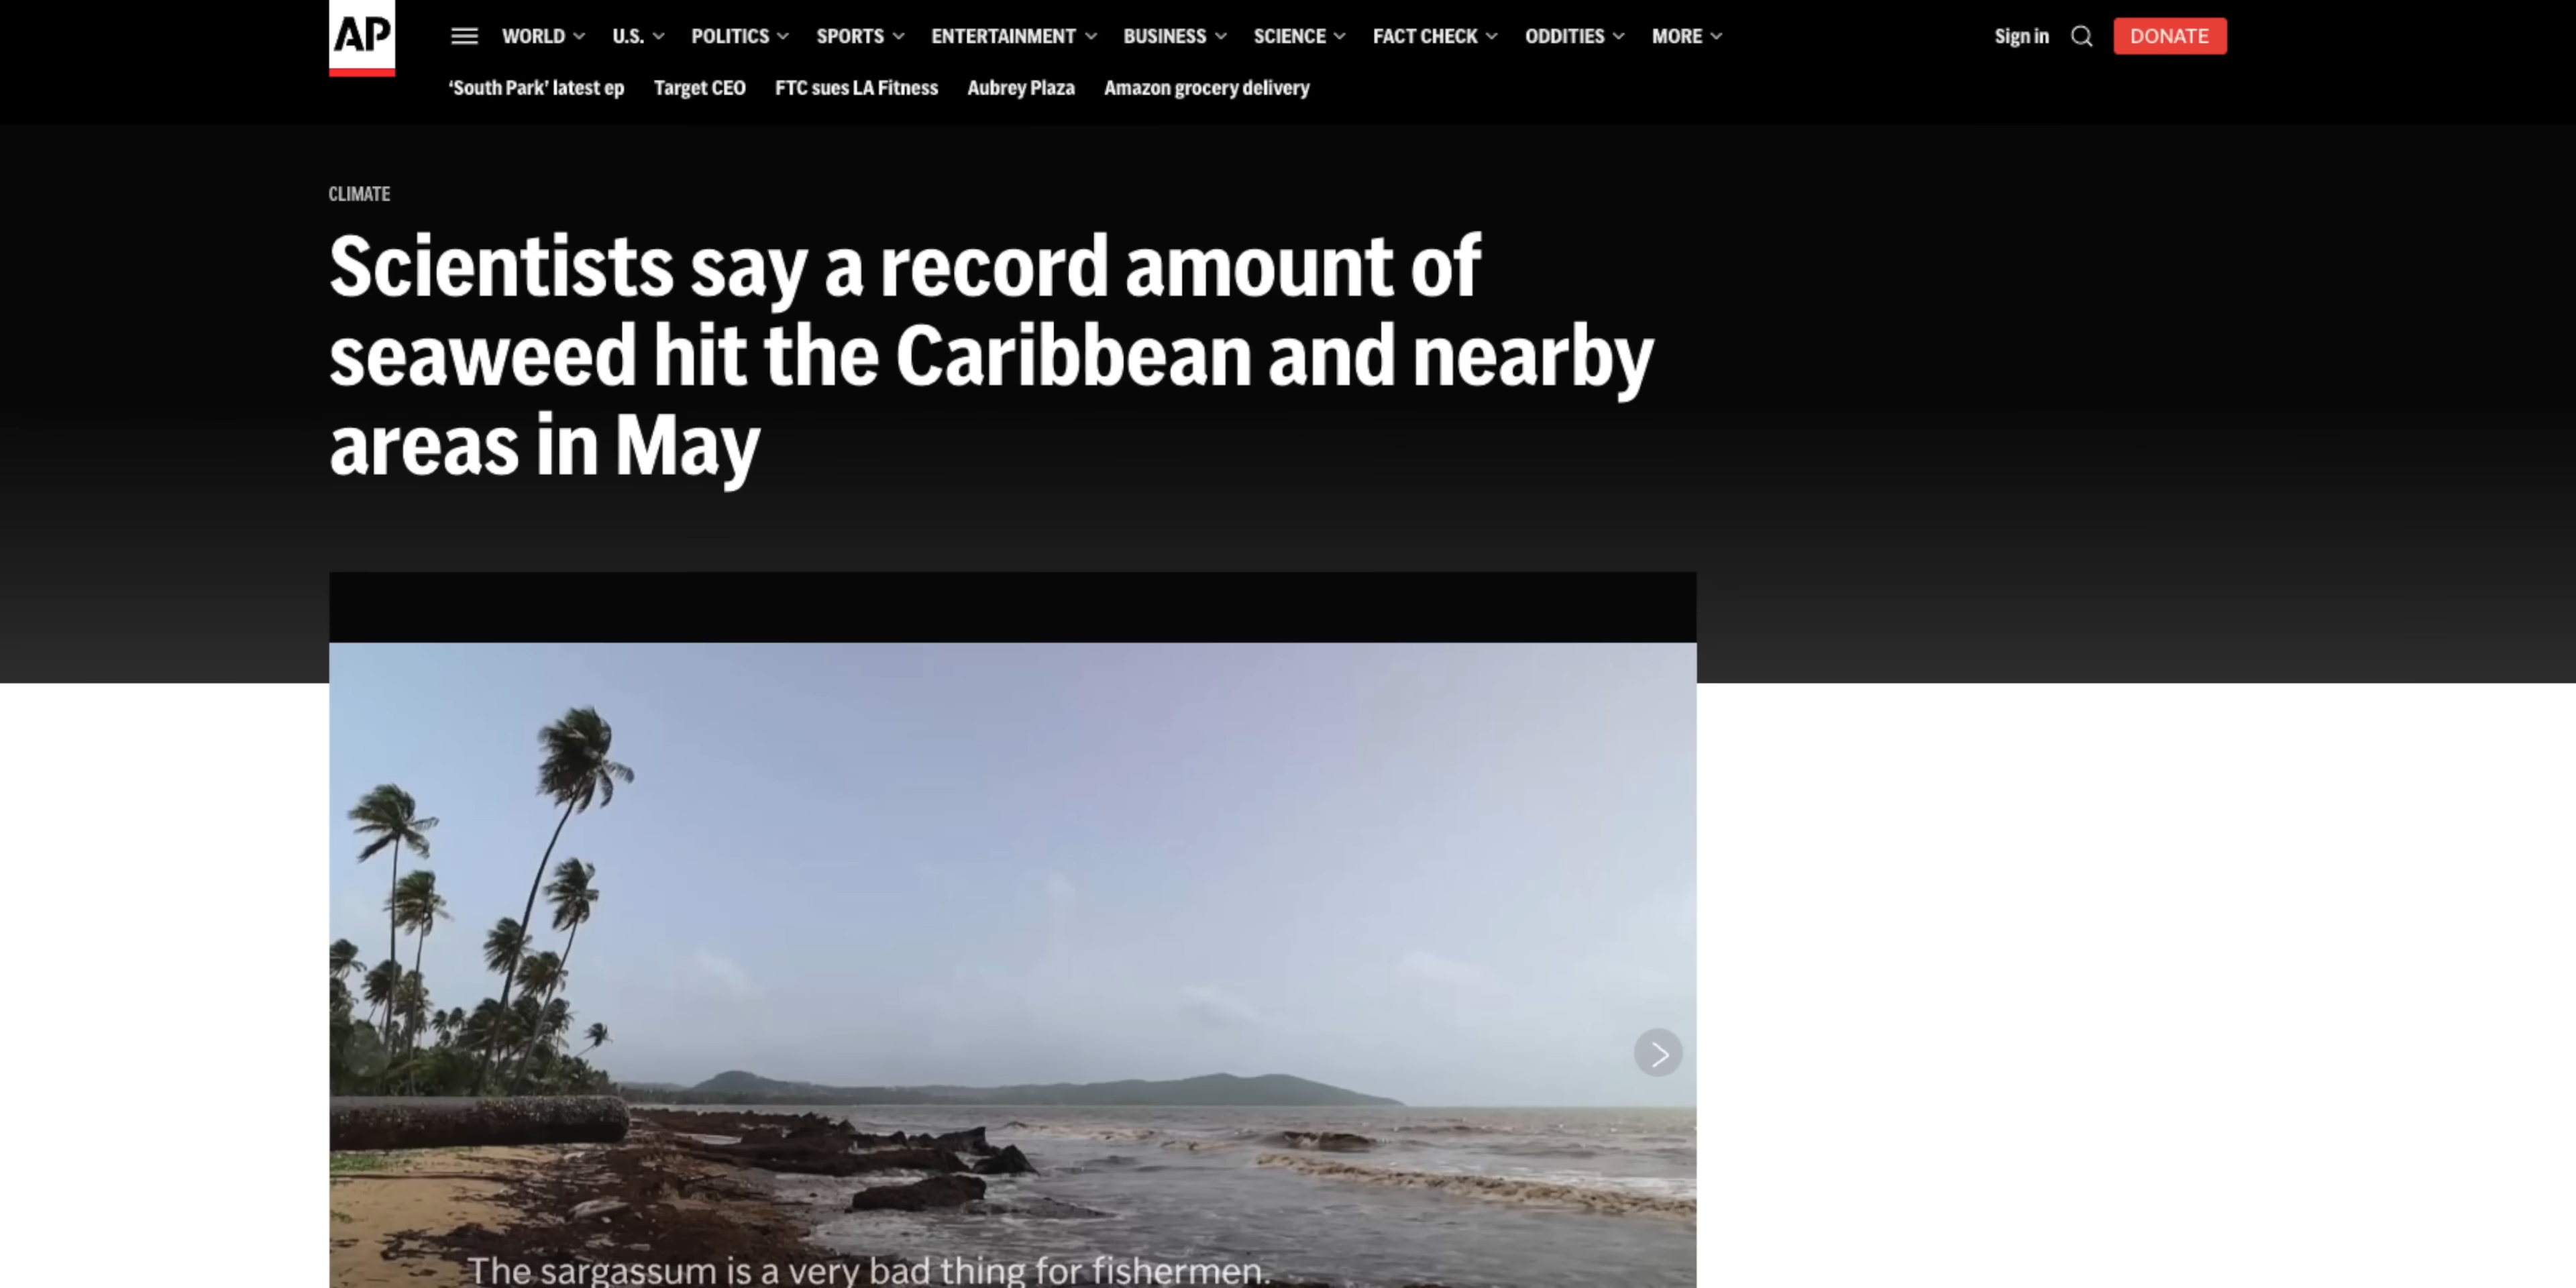 AP
WORLD U.S. POLITICS SPORTS ENTERTAINMENT BUSINESS SCIENCE FACT CHECK ODDITIES MORE Sign in DONATE
‘South Park’ latest ep Target CEO FTC sues LA Fitness Aubrey Plaza Amazon grocery delivery
CLIMATE
Scientists say a record amount of
seaweed hit the Caribbean and nearby
areas in May
The sargassum is a very bad thing for fishermen.